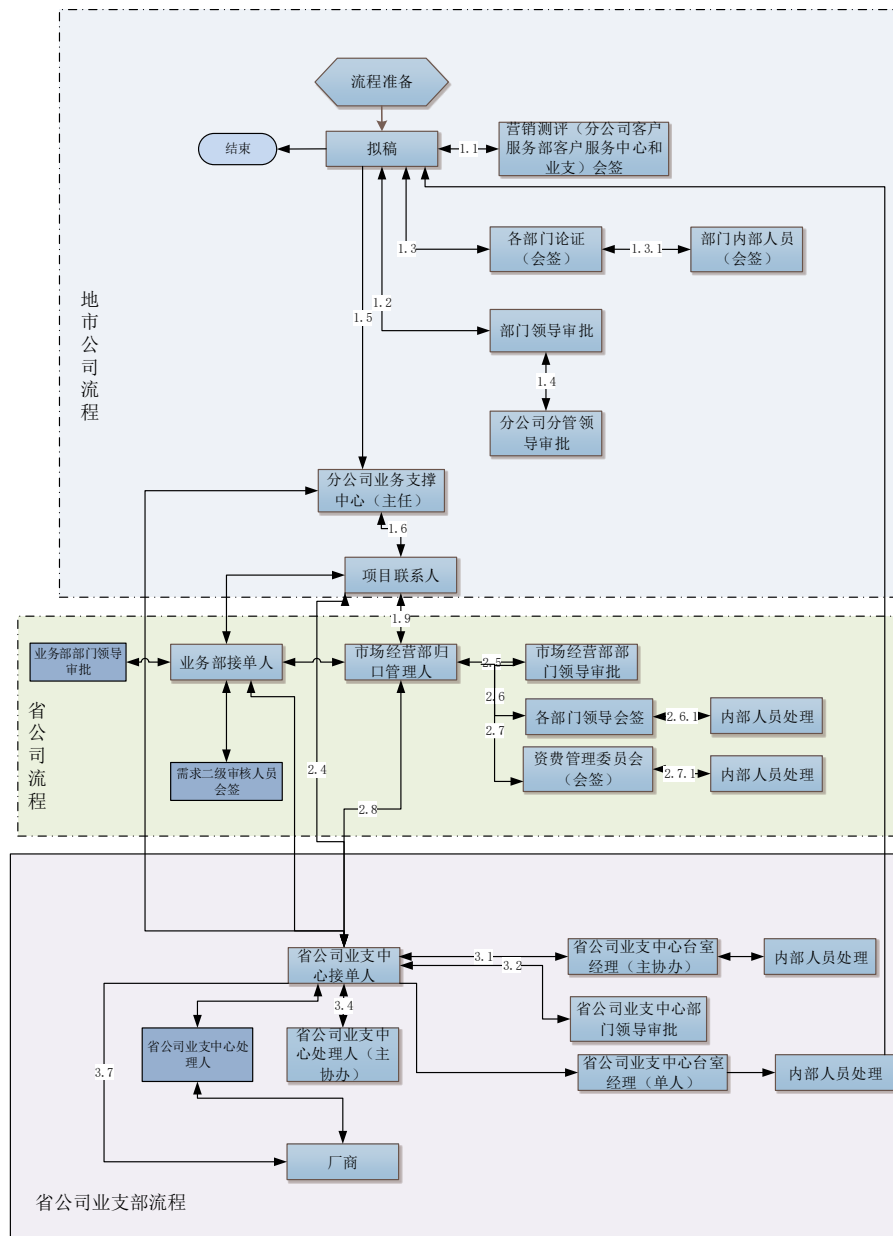 流程准备
结束
拟稿
1.1
营销测评（分公司客户
服务部客户服务中心和
业支）会签
1.3
各部门论证
（会签）
1.3.1
部门内部人员
（会签）
地市公司流程
1.2
1.5
部门领导审批
1.4
分公司分管领
导审批
分公司业务支撑
中心（主任）
1.6
项目联系人
1.9
业务部部门领导
审批
业务部接单人
市场经营部归
口管理人
2.5
市场经营部部
门领导审批
2.6
各部门领导会签
2.6.1
内部人员处理
省公司流程
2.7
需求二级审核人员
会签
2.4
资费管理委员会
（会签）
2.7.1
内部人员处理
2.8
省公司业支中
心接单人
3.1
省公司业支中心台室
经理（主协办）
内部人员处理
3.2
3.4
省公司业支中心部
门领导审批
省公司业支中心处
理人
省公司业支中
心处理人（主
协办）
3.7
省公司业支中心台室
经理（单人）
内部人员处理
厂商
省公司业支部流程